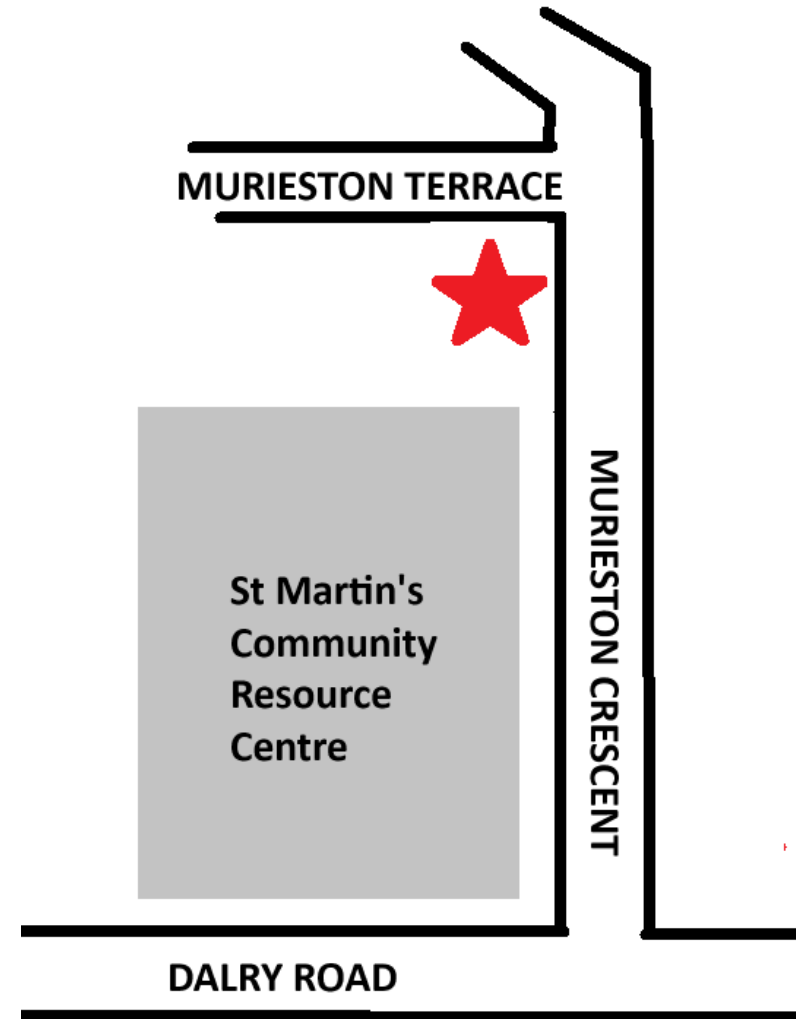 MURIESTON TERRACE
MURIESTON CRESCENT
St Martin's
Community
Resource
Centre
DALRY ROAD